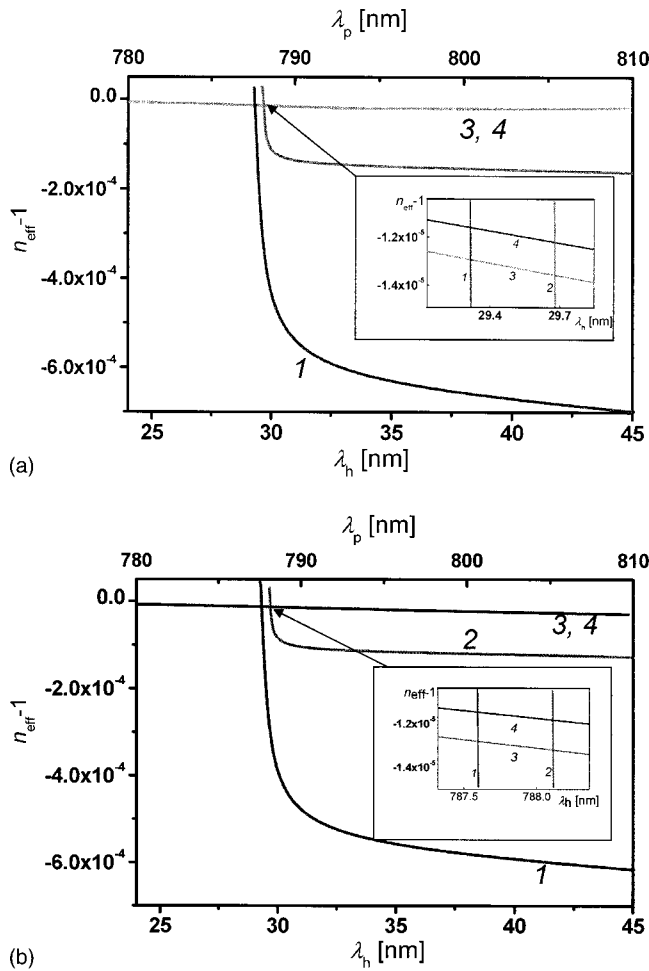 λp [nm]
780 790 800 810
0.0
-2.0x10⁻⁴
-4.0x10⁻⁴
-6.0x10⁻⁴
neff-1
3, 4
1
neff-1
-1.2x10⁻⁵
-1.4x10⁻⁵
4
1 3 2
29.4 29.7
λh [nm]
25 30 35 40 45
λh [nm]
(a)
λp [nm]
780 790 800 810
0.0
-2.0x10⁻⁴
-4.0x10⁻⁴
-6.0x10⁻⁴
neff-1
3, 4
2
1
neff-1
-1.2x10⁻⁵
-1.4x10⁻⁵
4
3
1 2
787.5 788.0 λh [nm]
25 30 35 40 45
λh [nm]
(b)